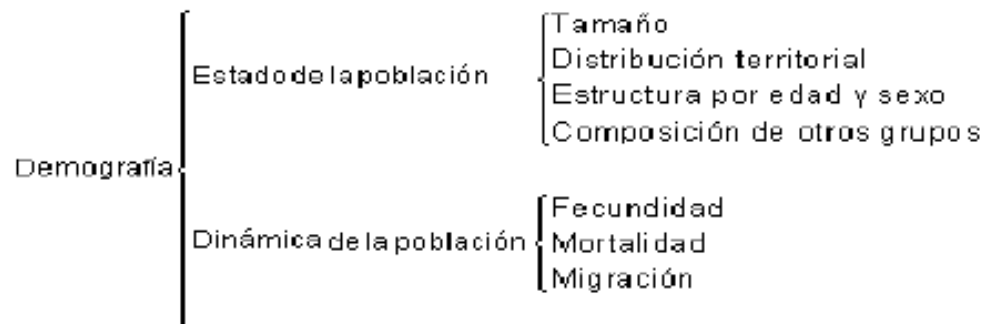 Demografía
Estado de la población
Tamaño
Distribución territorial
Estructura por edad y sexo
Composición de otros grupos
Dinámica de la población
Fecundidad
Mortalidad
Migración